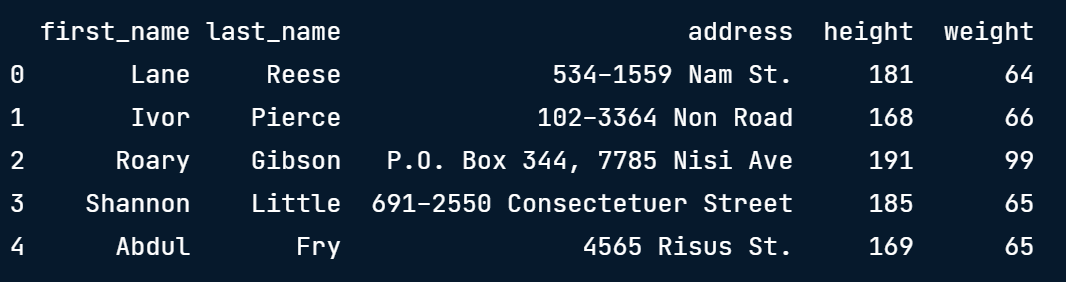 first_name last_name address height weight
0 Lane Reese 534-1559 Nam St. 181 64
1 Ivor Pierce 102-3364 Non Road 168 66
2 Roary Gibson P.O. Box 344, 7785 Nisi Ave 191 99
3 Shannon Little 691-2550 Consectetuer Street 185 65
4 Abdul Fry 4565 Risus St. 169 65